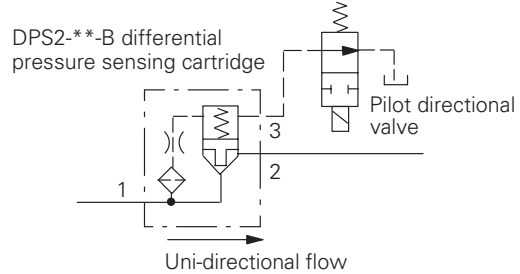 DPS2-**-B differential
pressure sensing cartridge
Pilot directional
valve
3
2
1
Uni-directional flow